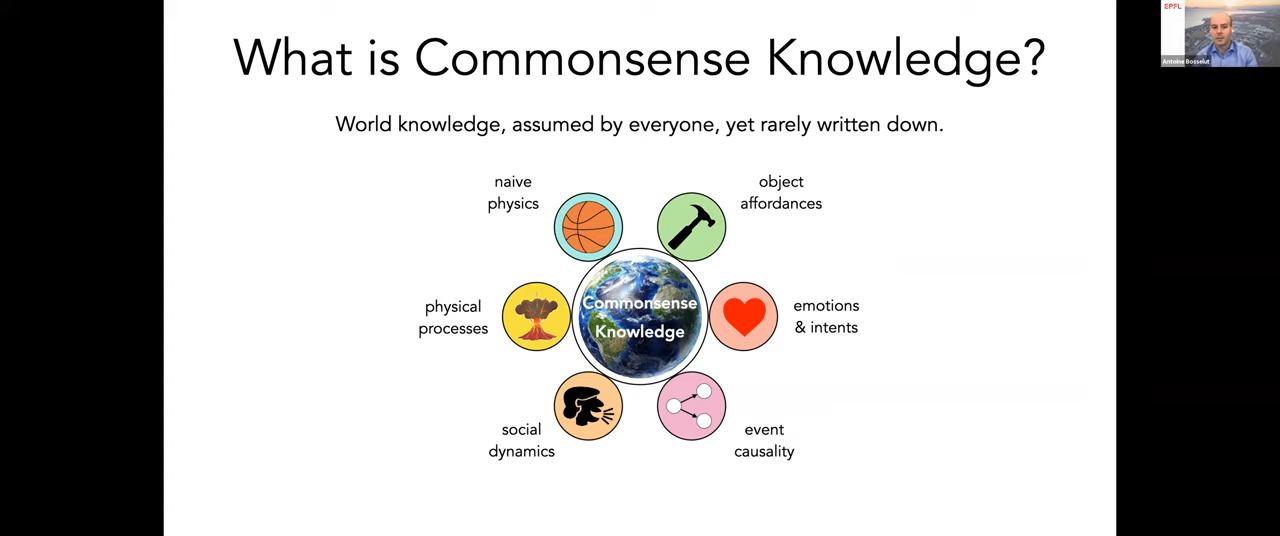 What is Commonsense Knowledge?
World knowledge, assumed by everyone, yet rarely written down.
naive
physics
object
affordances
physical
processes
Commonsense
Knowledge
emotions
& intents
social
dynamics
event
causality
EPFL
Antoine Bosselut